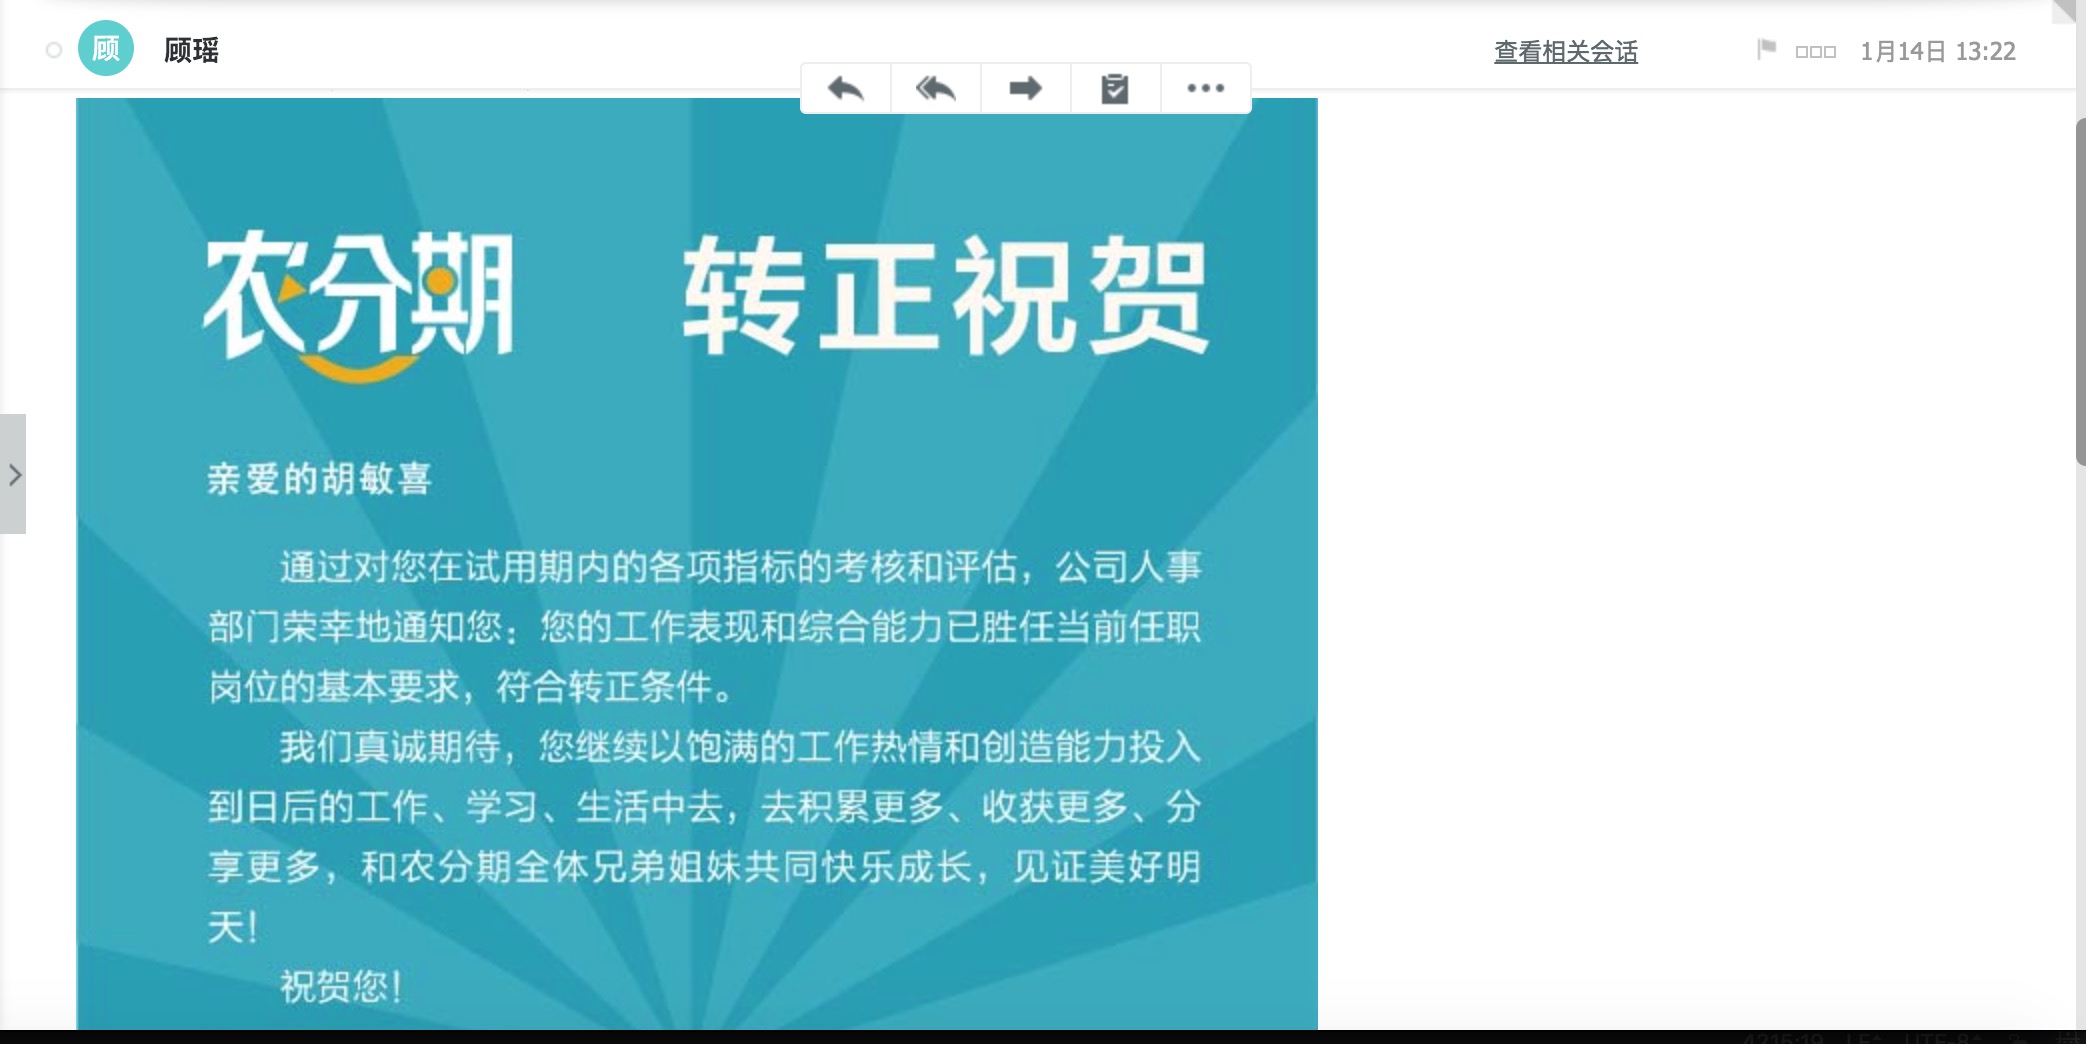 顾 顾瑶 查看相关会话 1月14日 13:22
农分期 转正祝贺
亲爱的胡敏喜
通过对您在试用期内的各项指标的考核和评估，公司人事
部门荣幸地通知您：您的工作表现和综合能力已胜任当前任职
岗位的基本要求，符合转正条件。
我们真诚期待，您继续以饱满的工作热情和创造能力投入
到日后的工作、学习、生活中去，去积累更多、收获更多、分
享更多，和农分期全体兄弟姐妹共同快乐成长，见证美好明
天！
祝贺您！